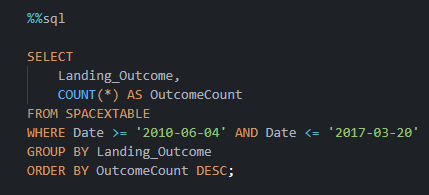 %%sql
SELECT
Landing_Outcome,
COUNT(*) AS OutcomeCount
FROM SPACEXTABLE
WHERE Date >= '2010-06-04' AND Date <= '2017-03-20'
GROUP BY Landing_Outcome
ORDER BY OutcomeCount DESC;